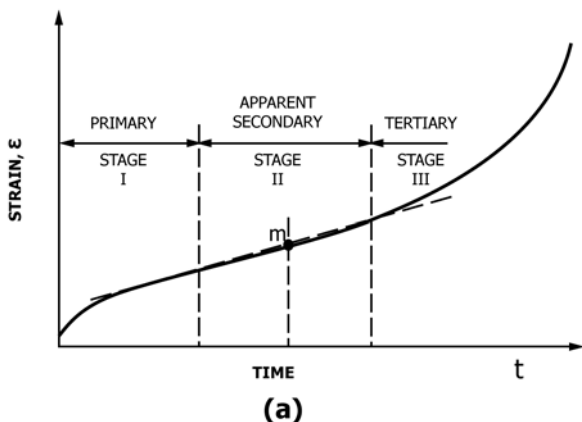 STRAIN, ε
PRIMARY
STAGE
I
APPARENT
SECONDARY
STAGE
II
TERTIARY
STAGE
III
m
TIME
t
(a)